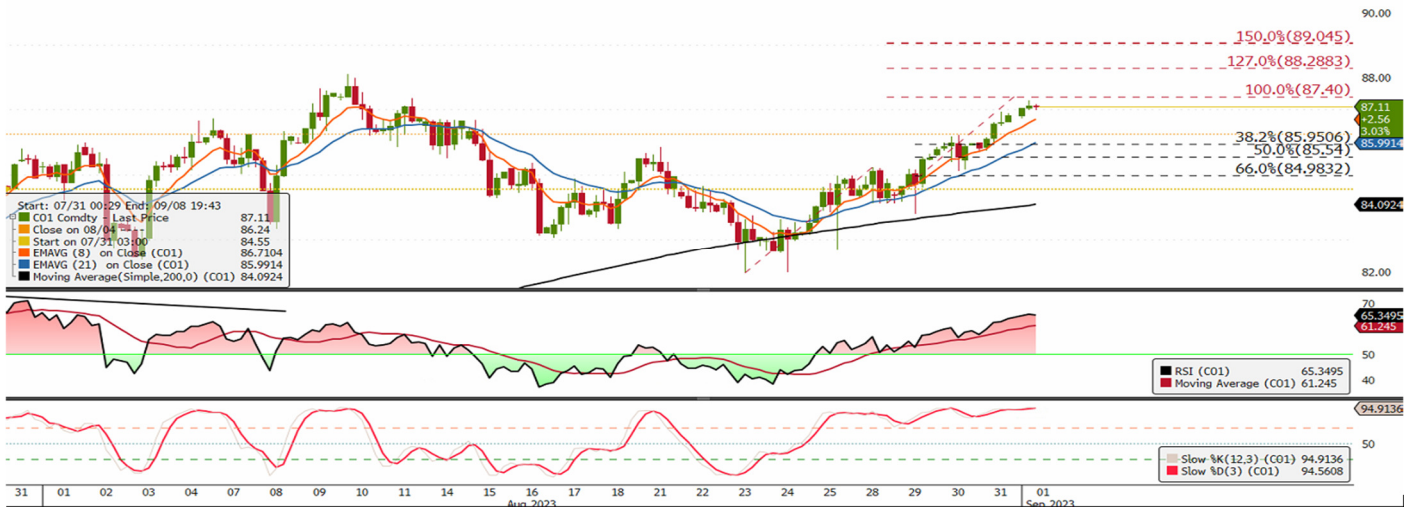 90.00
150.0%(89.045)
127.0%(88.2883)
88.00
100.0%(87.40)
87.11
+2.56
3.03%
38.2%(85.9506)
85.9914
50.0%(85.54)
66.0%(84.9832)
84.0924
82.00
Start: 07/31 00:29 End: 09/08 19:43
CO1 Comdty - Last Price 87.11
Close on 08/04 86.24
Start on 07/31 03:00 84.55
EMAVG (8) on Close (CO1) 86.7104
EMAVG (21) on Close (CO1) 85.9914
Moving Average(Simple,200,0) (CO1) 84.0924
70
65.3495
61.245
50
40
RSI (CO1) 65.3495
Moving Average (CO1) 61.245
94.9136
50
Slow %K(12,3) (CO1) 94.9136
Slow %D(3) (CO1) 94.5608
31 01 02 03 04 07 08 09 10 11 14 15 16 17 18 21 22 23 24 25 28 29 30 31 01
Aug 2023 Sep 2023